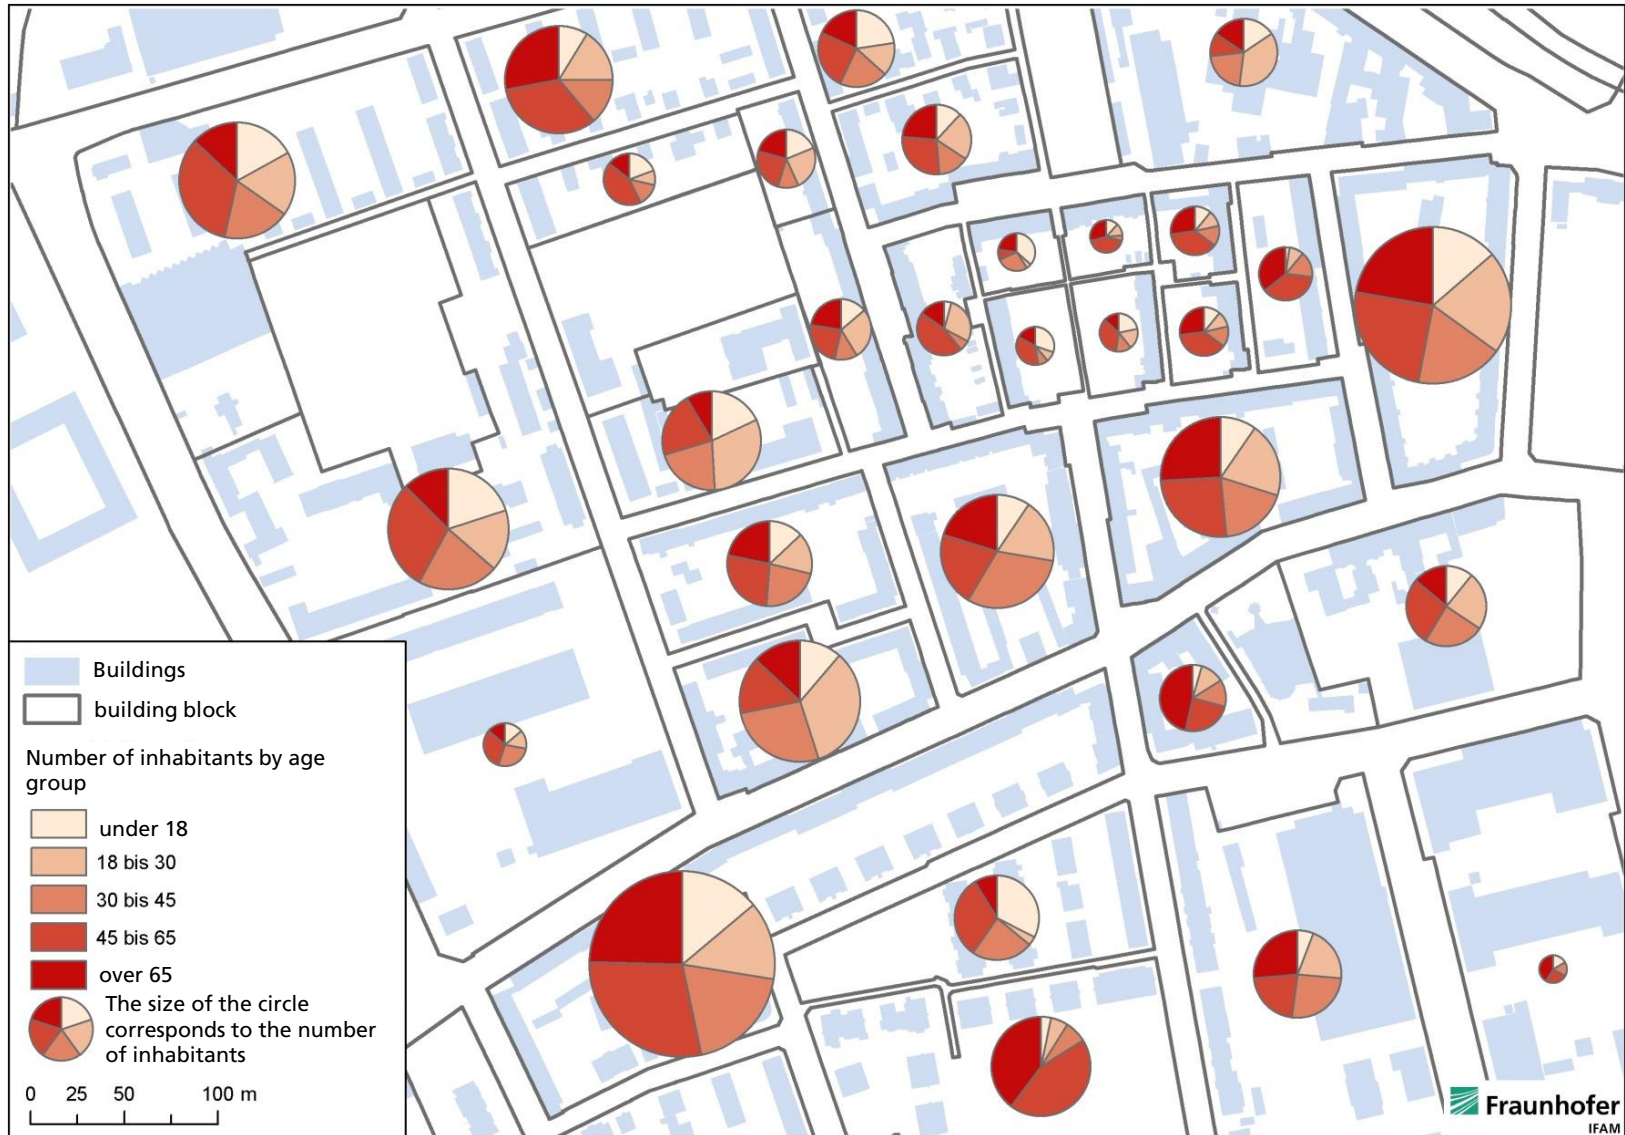 Buildings
building block
Number of inhabitants by age
group
under 18
18 bis 30
30 bis 45
45 bis 65
over 65
The size of the circle
corresponds to the number
of inhabitants
0 25 50 100 m
Fraunhofer
IFAM